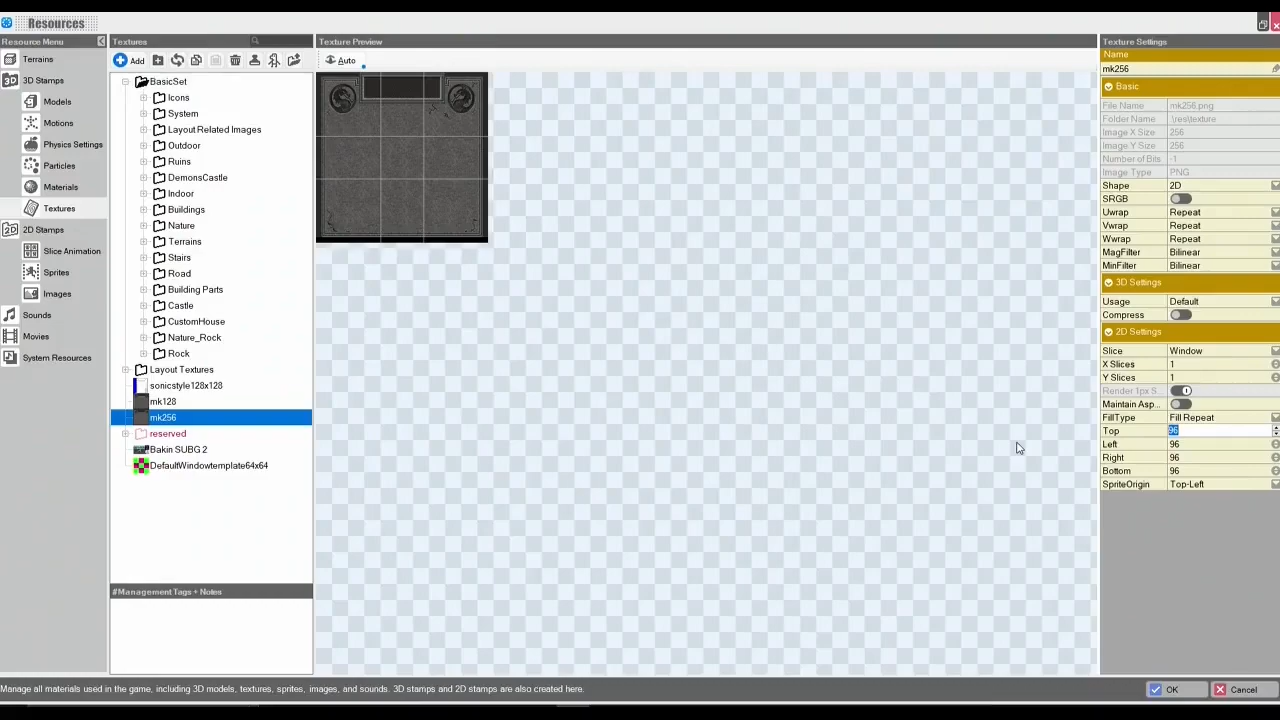 Resources
Resource Menu
Terrains
3D Stamps
Models
Motions
Physics Settings
Particles
Materials
Textures
2D Stamps
Slice Animation
Sprites
Images
Sounds
Movies
System Resources
Textures
Add
BasicSet
Icons
System
Layout Related Images
Outdoor
Ruins
DemonsCastle
Indoor
Buildings
Nature
Terrains
Stairs
Road
Building Parts
Castle
CustomHouse
Nature_Rock
Rock
Layout Textures
sonicstyle128x128
mk128
mk256
reserved
Bakin SUBG 2
DefaultWindowtemplate64x64
#Management Tags + Notes
Texture Preview
Auto
Texture Settings
Name
mk256
Basic
File Name mk256.png
Folder Name .\res\texture
Image X Size 256
Image Y Size 256
Number of Bits -1
Image Type PNG
Shape 2D
SRGB
Uwrap Repeat
Vwrap Repeat
Wwrap Repeat
MagFilter Bilinear
MinFilter Bilinear
3D Settings
Usage Default
Compress
2D Settings
Slice Window
X Slices 1
Y Slices 1
Render 1px S...
Maintain Asp...
FillType Fill Repeat
Top 96
Left 96
Right 96
Bottom 96
SpriteOrigin Top-Left
Manage all materials used in the game, including 3D models, textures, sprites, images, and sounds. 3D stamps and 2D stamps are also created here.
OK
Cancel